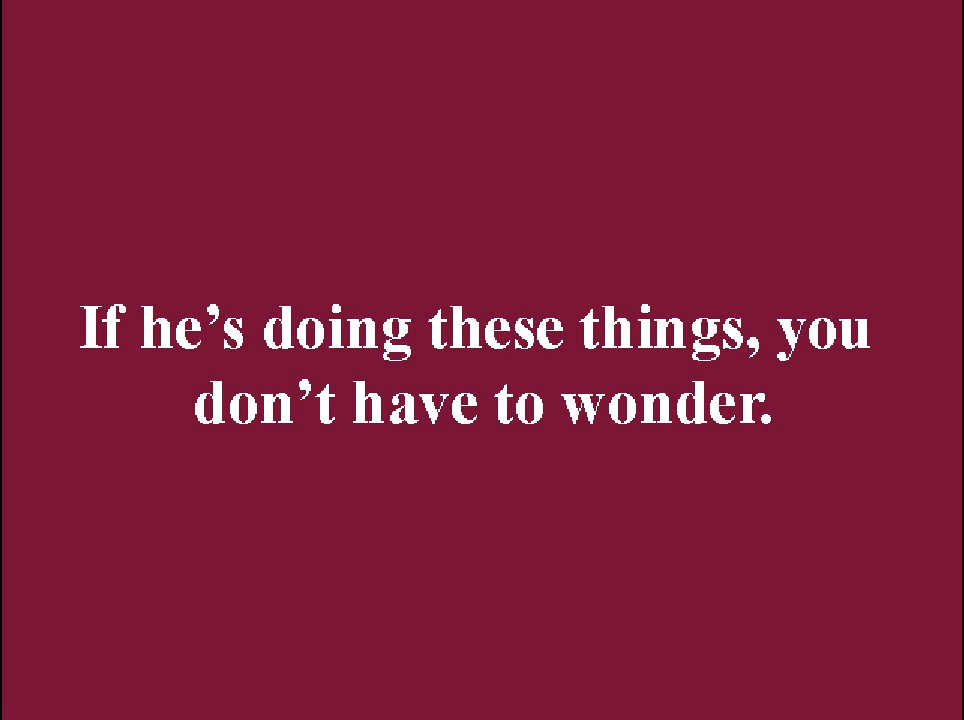 If he’s doing these things, you
don’t have to wonder.